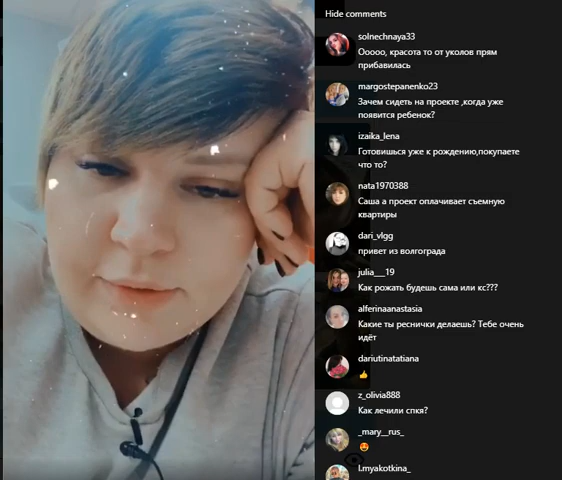 Hide comments
solnechnaya33
Ооооо, красота то от уколов прям
прибавилась
margostepanenko23
Зачем сидеть на проекте ,когда уже
появится ребенок?
izaika_lena
Готовишься уже к рождению,покупаете
что то?
nata1970388
Саша а проект оплачивает съемную
квартиры
dari_vlgg
привет из волгограда
julia___19
Как рожать будешь сама или кс???
alferinaanastasia
Какие ты реснички делаешь? Тебе очень
идёт
dariutinatatiana
👍
z_olivia888
Как лечили спкя?
_mary__rus_
🤩
Lmyakotkina_